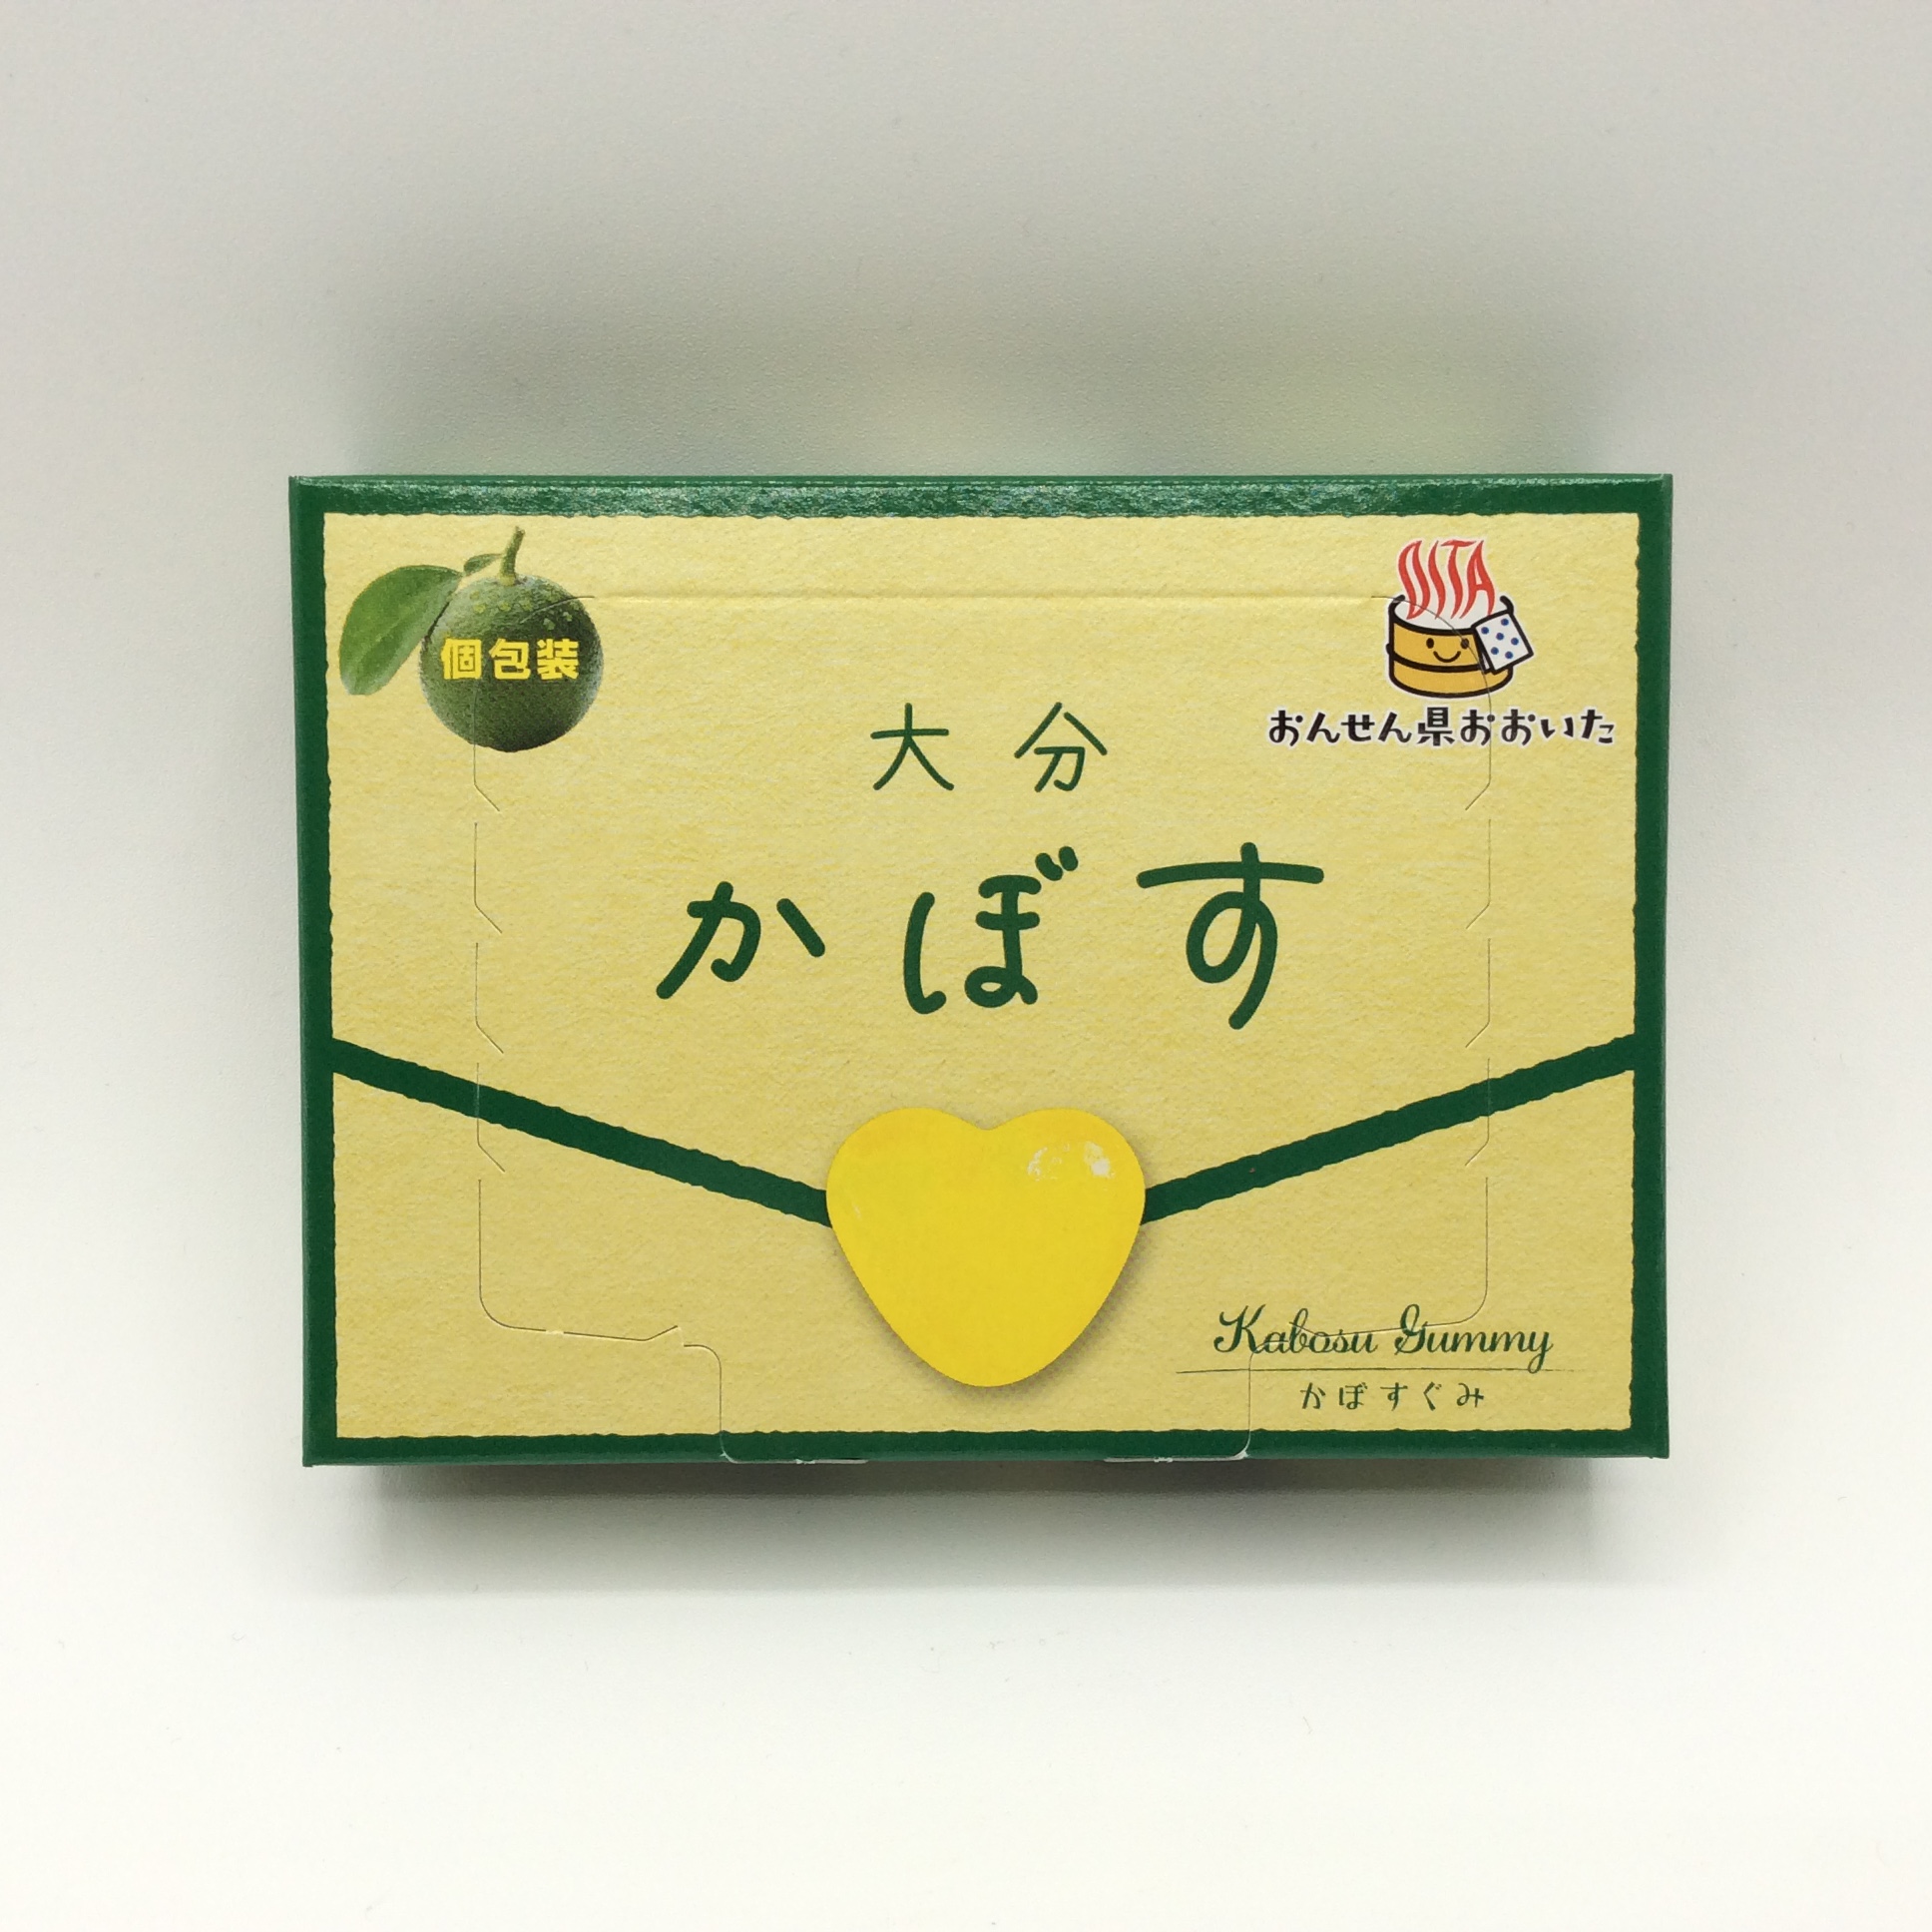 個包装
OITA
おんせん県おおいた
大分
かぼす
Kabosu Gummy
かぼすぐみ